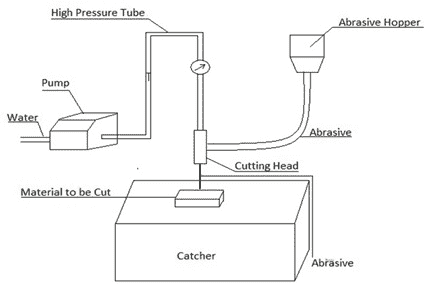 High Pressure Tube
Abrasive Hopper
Pump
Water
Abrasive
Cutting Head
Material to be Cut
Catcher
Abrasive